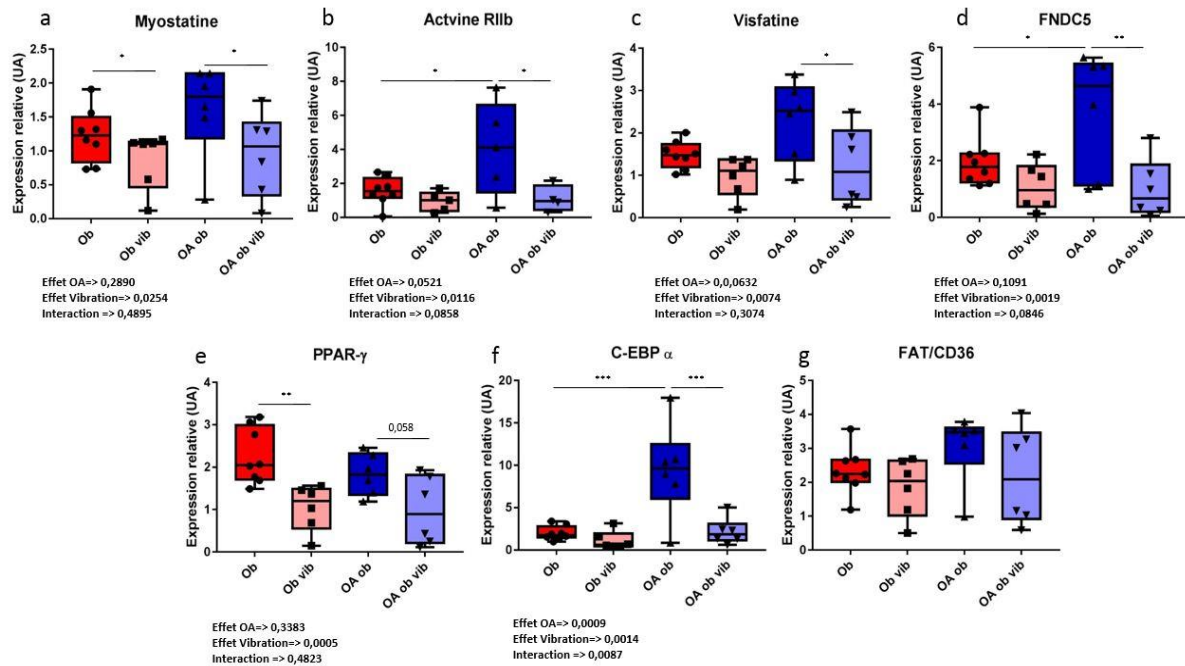 a
Myostatine
Expression relative (UA)
2.5
2.0
1.5
1.0
0.5
0.0
*
*
Ob
Ob vib
OA ob
OA ob vib
Effet OA=> 0,2890
Effet Vibration=> 0,0254
Interaction => 0,4895
b
Actvine RIIb
Expression relative (UA)
10
8
6
4
2
0
*
*
Ob
Ob vib
OA ob
OA ob vib
Effet OA=> 0,0521
Effet Vibration=> 0,0116
Interaction => 0,0858
c
Visfatine
Expression relative (UA)
4
3
2
1
0
*
Ob
Ob vib
OA ob
OA ob vib
Effet OA=> 0,0,0632
Effet Vibration=> 0,0074
Interaction => 0,3074
d
FNDC5
Expression relative (UA)
6
4
2
0
*
**
Ob
Ob vib
OA ob
OA ob vib
Effet OA=> 0,1091
Effet Vibration=> 0,0019
Interaction => 0,0846
e
PPAR-γ
Expression relative (UA)
4
3
2
1
0
**
0,058
Ob
Ob vib
OA ob
OA ob vib
Effet OA=> 0,3383
Effet Vibration=> 0,0005
Interaction => 0,4823
f
C-EBP α
Expression relative (UA)
20
15
10
5
0
***
***
Ob
Ob vib
OA ob
OA ob vib
Effet OA=> 0,0009
Effet Vibration=> 0,0014
Interaction => 0,0087
g
FAT/CD36
Expression relative (UA)
5
4
3
2
1
0
Ob
Ob vib
OA ob
OA ob vib